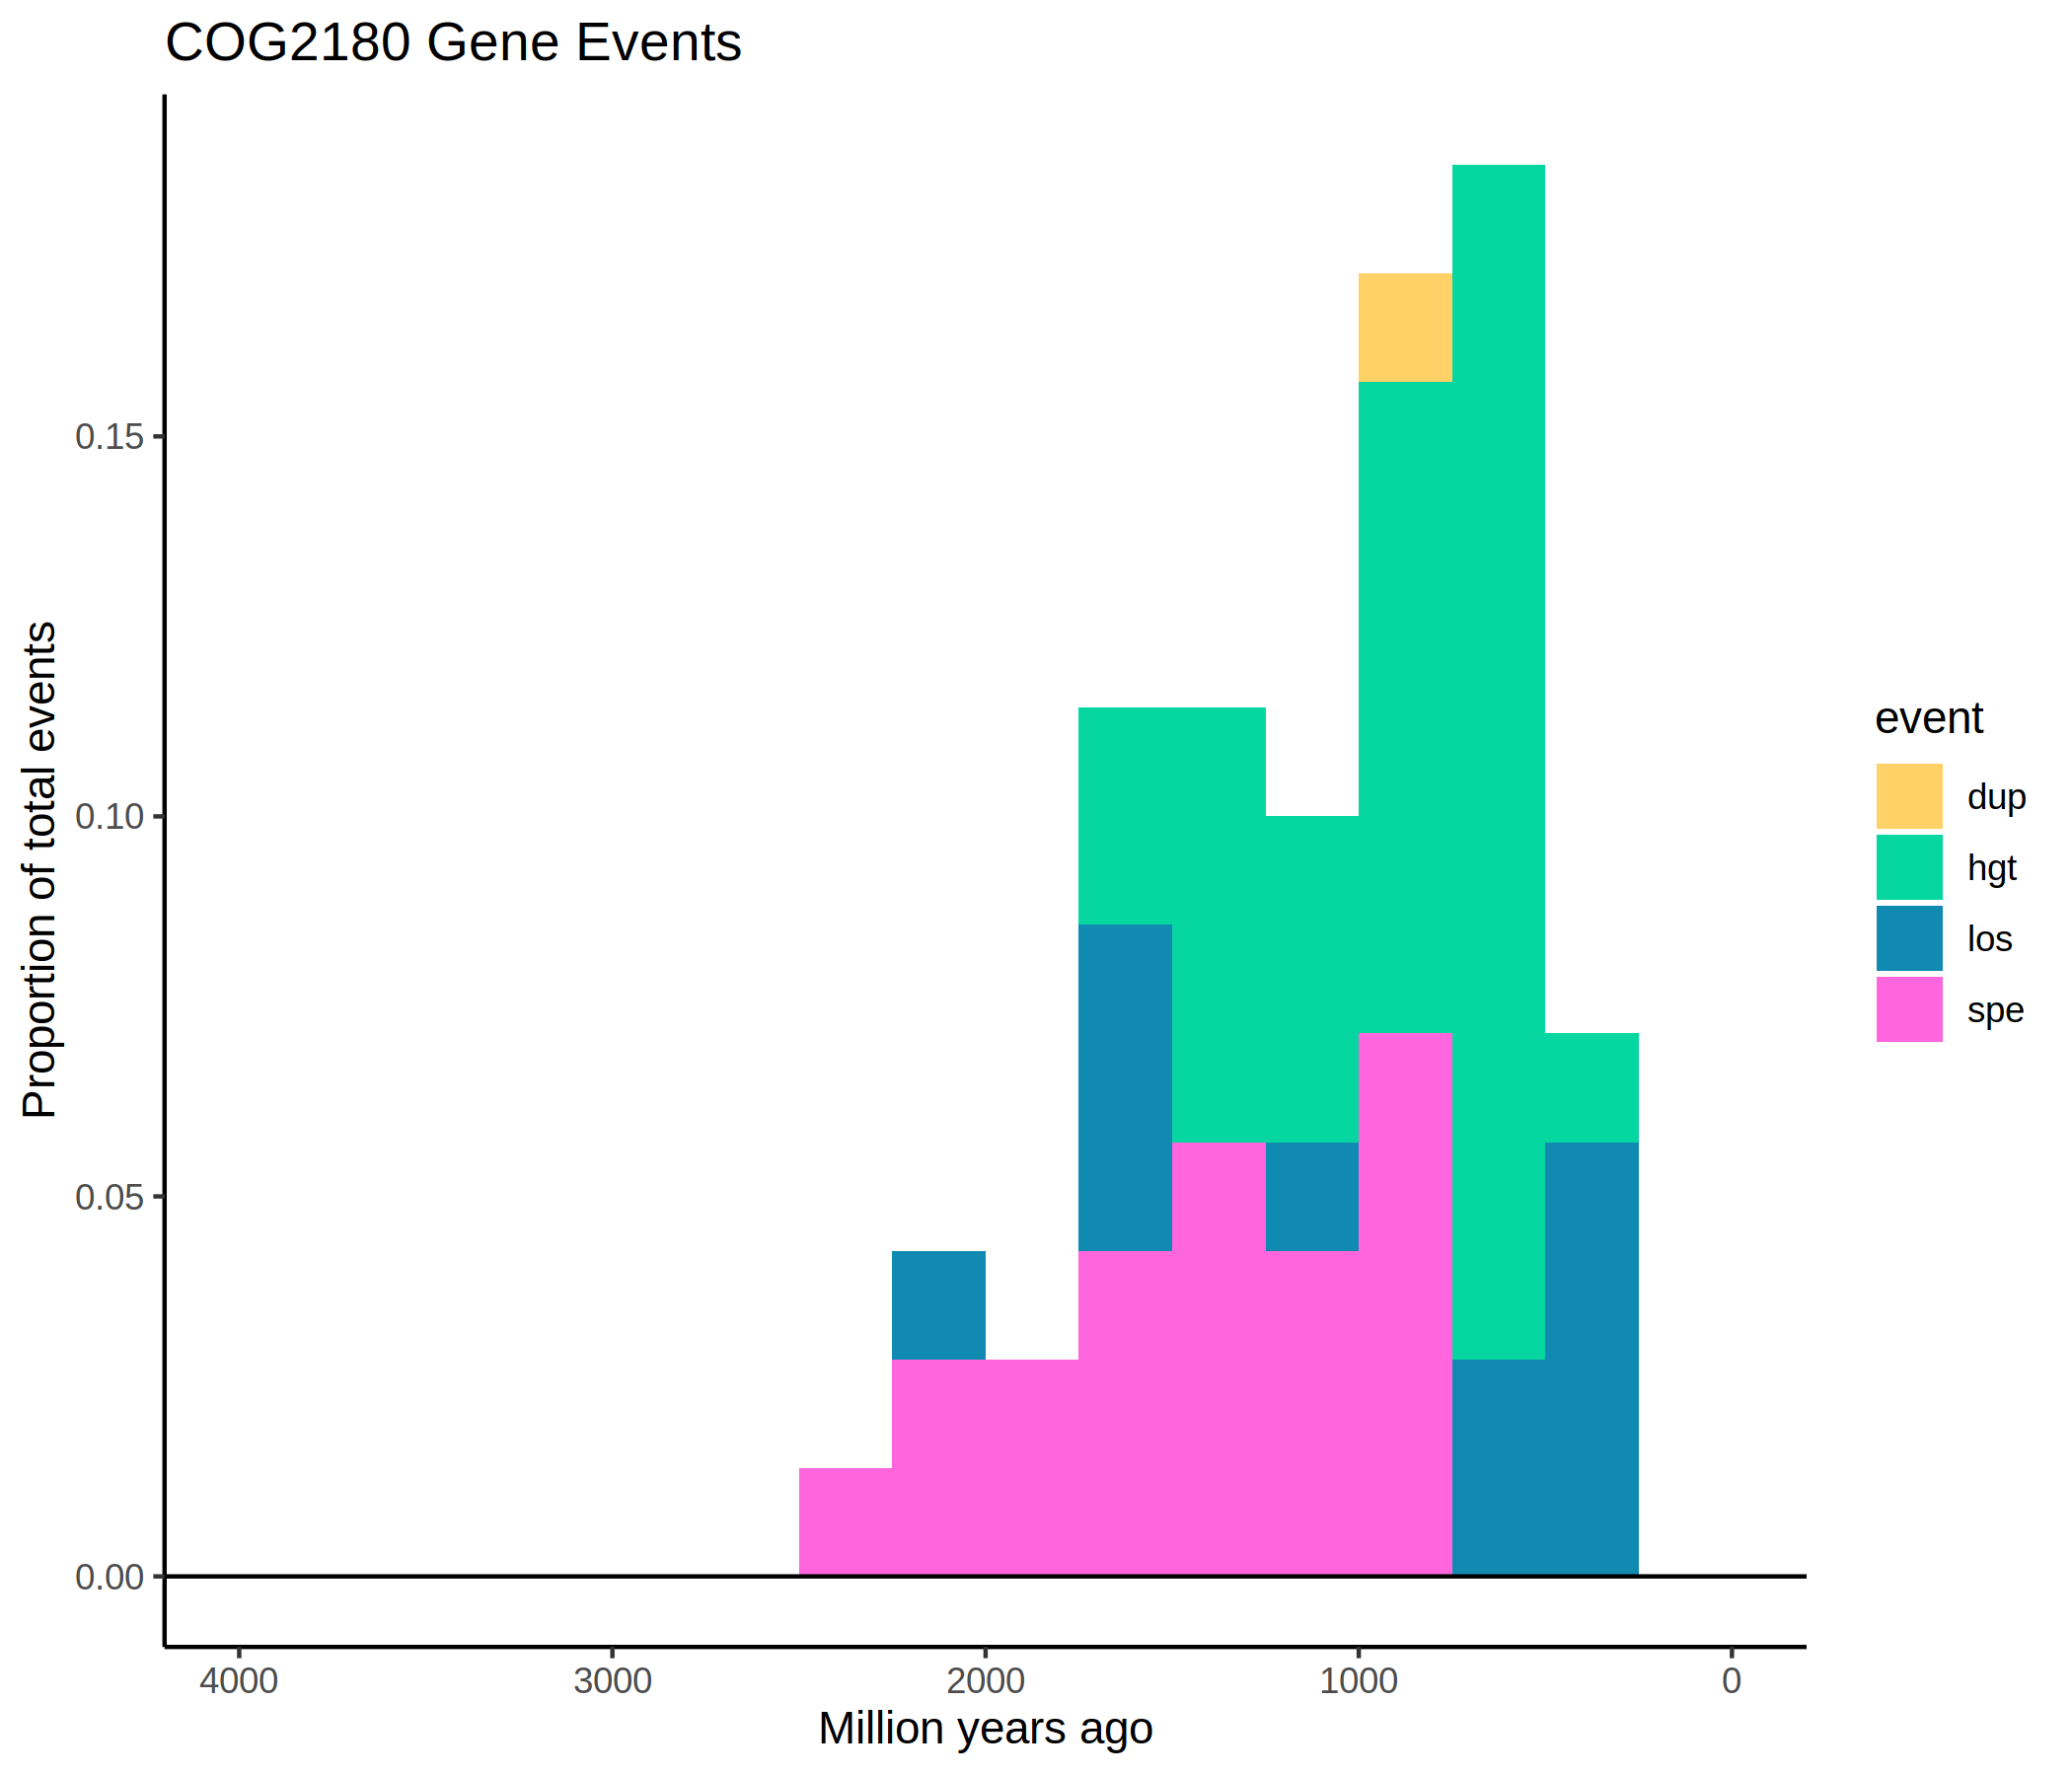 COG2180 Gene Events
Proportion of total events
0.15
0.10
0.05
0.00
4000 3000 2000 1000 0
Million years ago
event
dup
hgt
los
spe